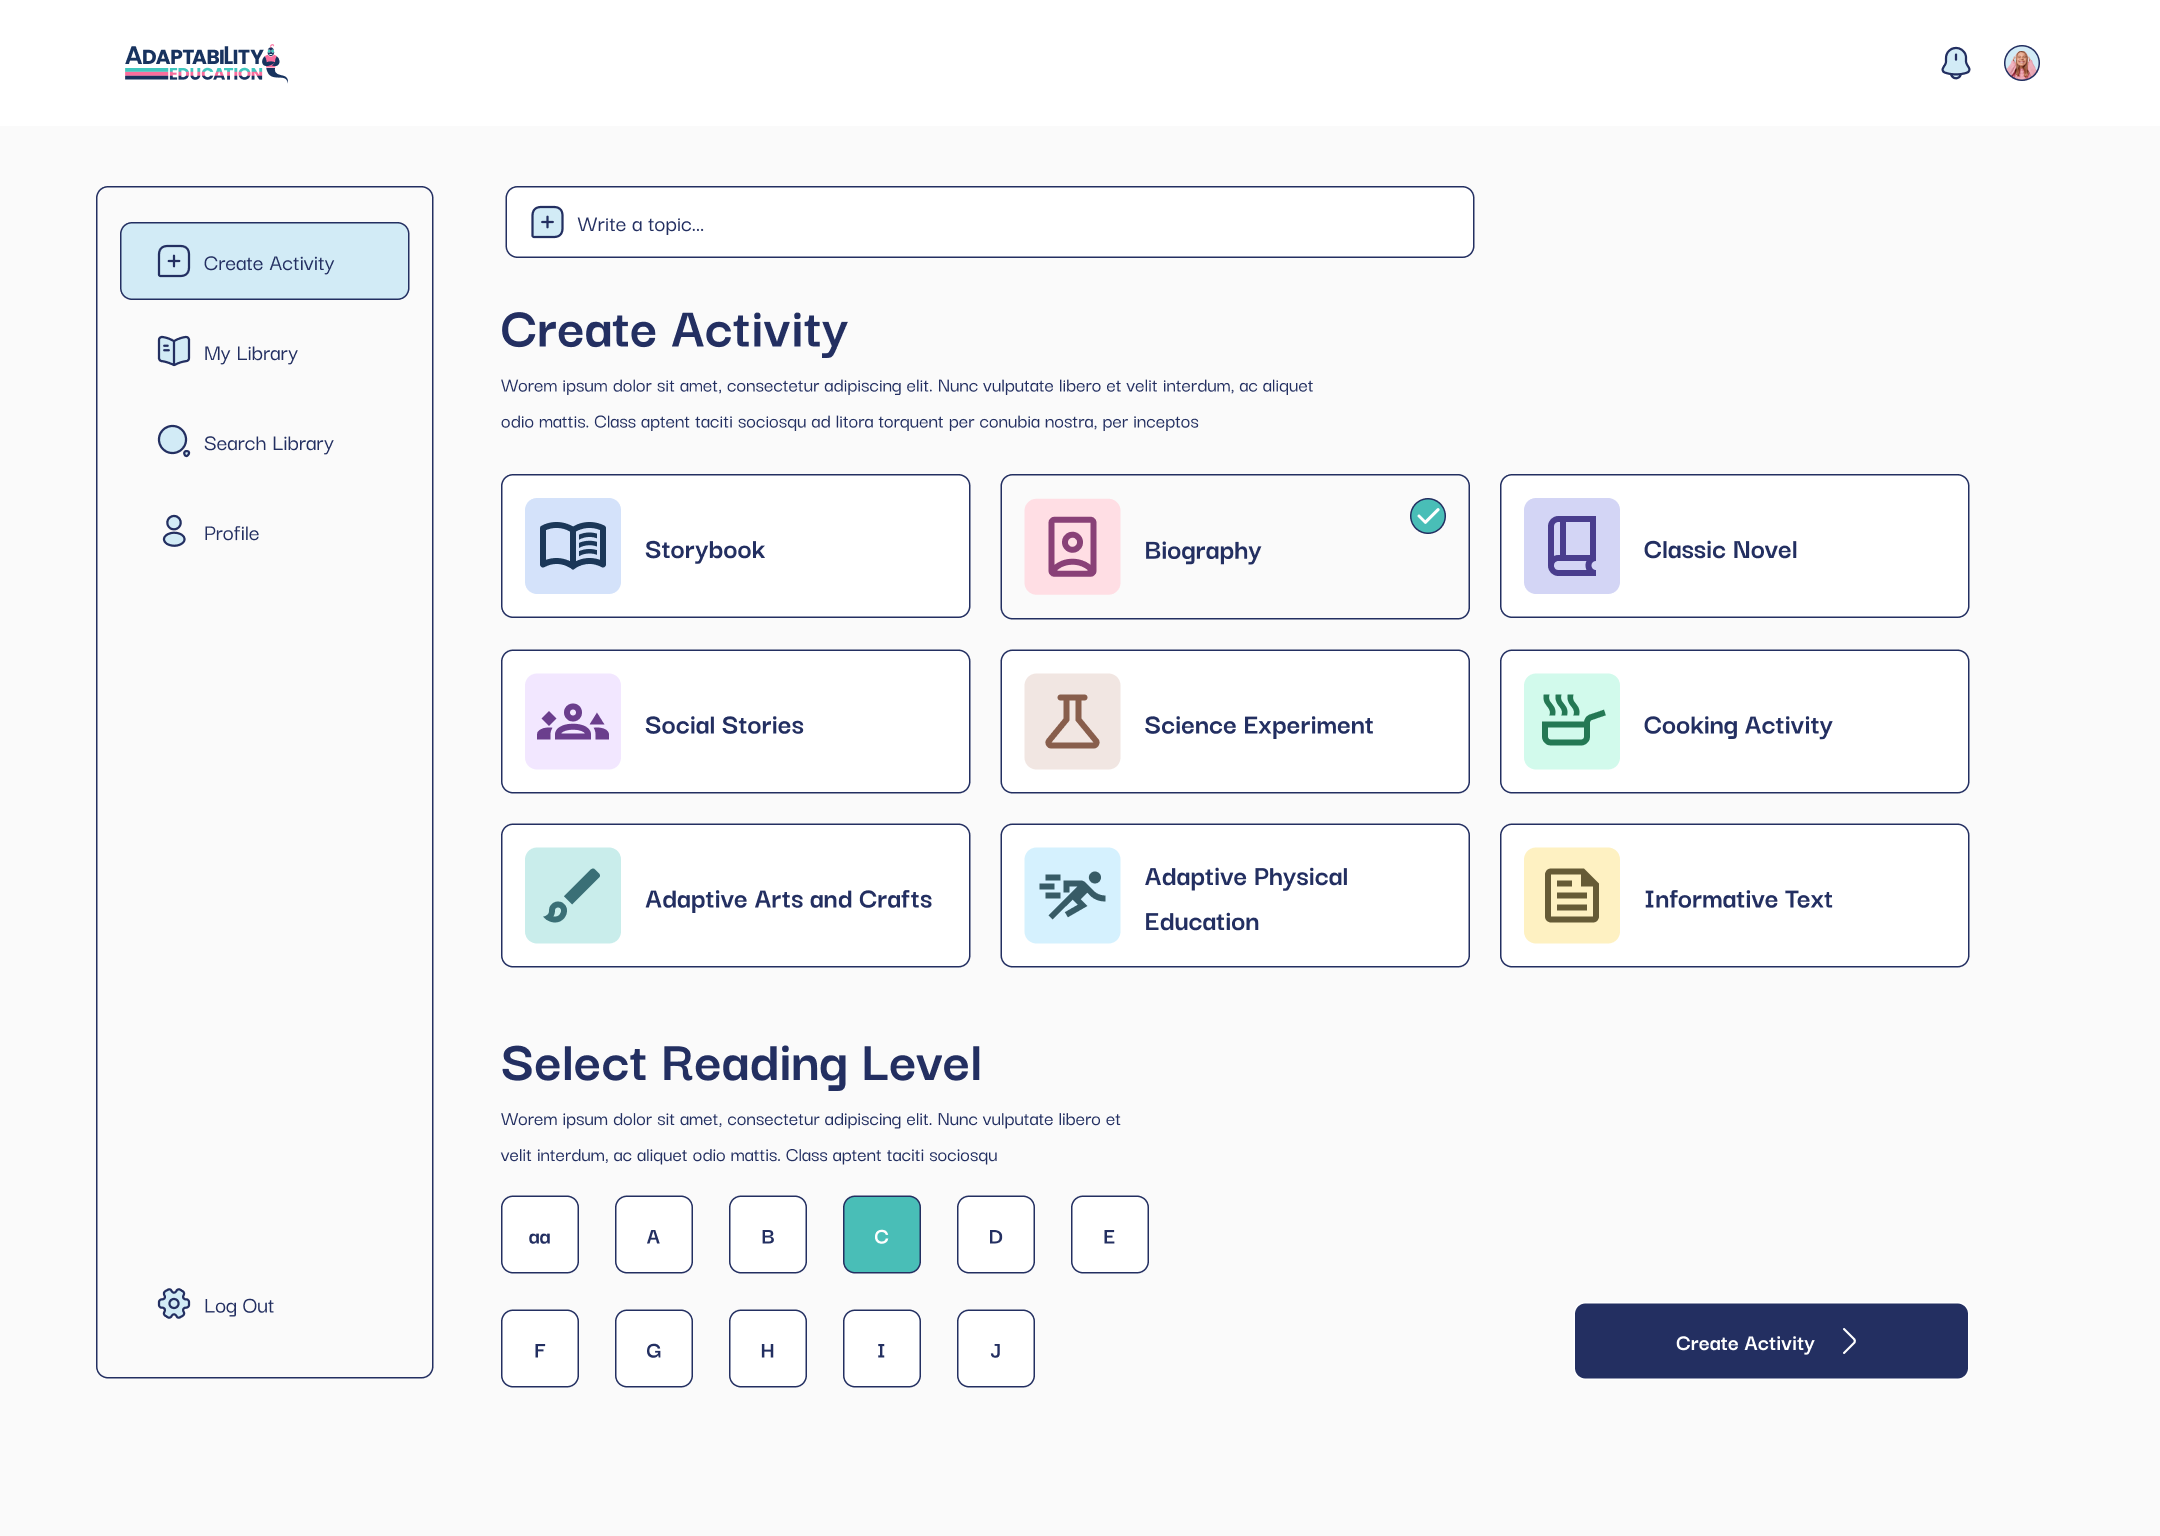 ADAPTABILITY
EDUCATION
Create Activity
My Library
Search Library
Profile
Log Out
Write a topic...
Create Activity
Worem ipsum dolor sit amet, consectetur adipiscing elit. Nunc vulputate libero et velit interdum, ac aliquet
odio mattis. Class aptent taciti sociosqu ad litora torquent per conubia nostra, per inceptos
Storybook
Biography
Classic Novel
Social Stories
Science Experiment
Cooking Activity
Adaptive Arts and Crafts
Adaptive Physical
Education
Informative Text
Select Reading Level
Worem ipsum dolor sit amet, consectetur adipiscing elit. Nunc vulputate libero et
velit interdum, ac aliquet odio mattis. Class aptent taciti sociosqu
aa A B C D E
F G H I J
Create Activity